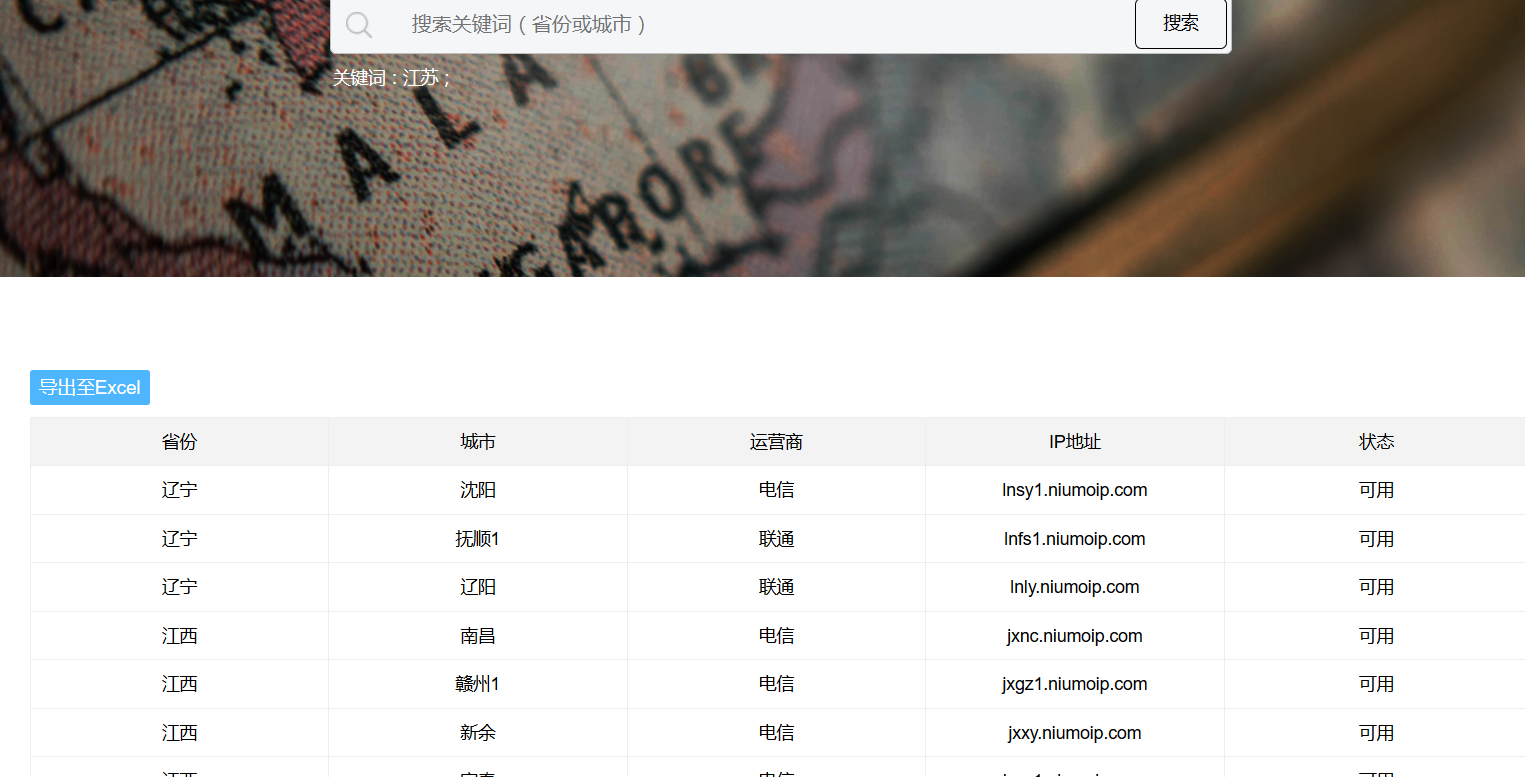 搜索关键词（省份或城市） 搜索
关键词：江苏；
MALA
GAPORE
导出至Excel
省份 城市 运营商 IP地址 状态
辽宁 沈阳 电信 lnsy1.niumoip.com 可用
辽宁 抚顺1 联通 lnfs1.niumoip.com 可用
辽宁 辽阳 联通 lnly.niumoip.com 可用
江西 南昌 电信 jxnc.niumoip.com 可用
江西 赣州1 电信 jxgz1.niumoip.com 可用
江西 新余 电信 jxxy.niumoip.com 可用